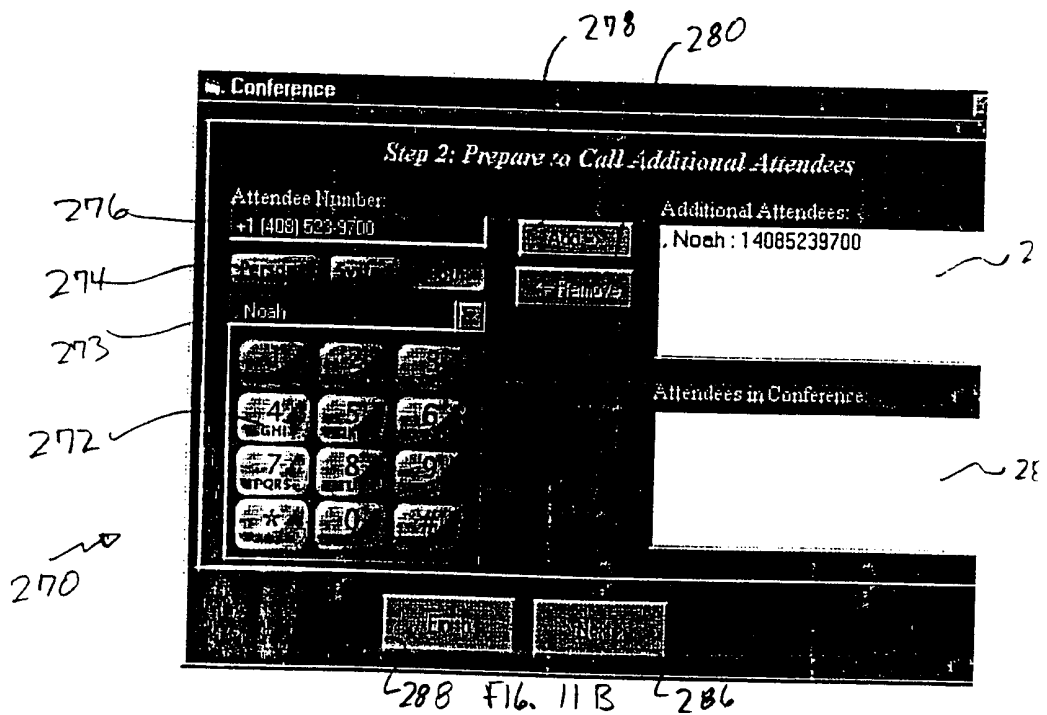 278 280
Conference
Step 2: Prepare to Call Additional Attendees
276
Attendee Number:
+1 (408) 523-9700
Additional Attendees:
Add =>
, Noah : 14085239700
2
274
<= Remove
273
Noah
272
4 GHI 5 6
Attendees in Conference:
7 PQRS 8 9
28
* 0 #
270
288 FIG. 11B 286